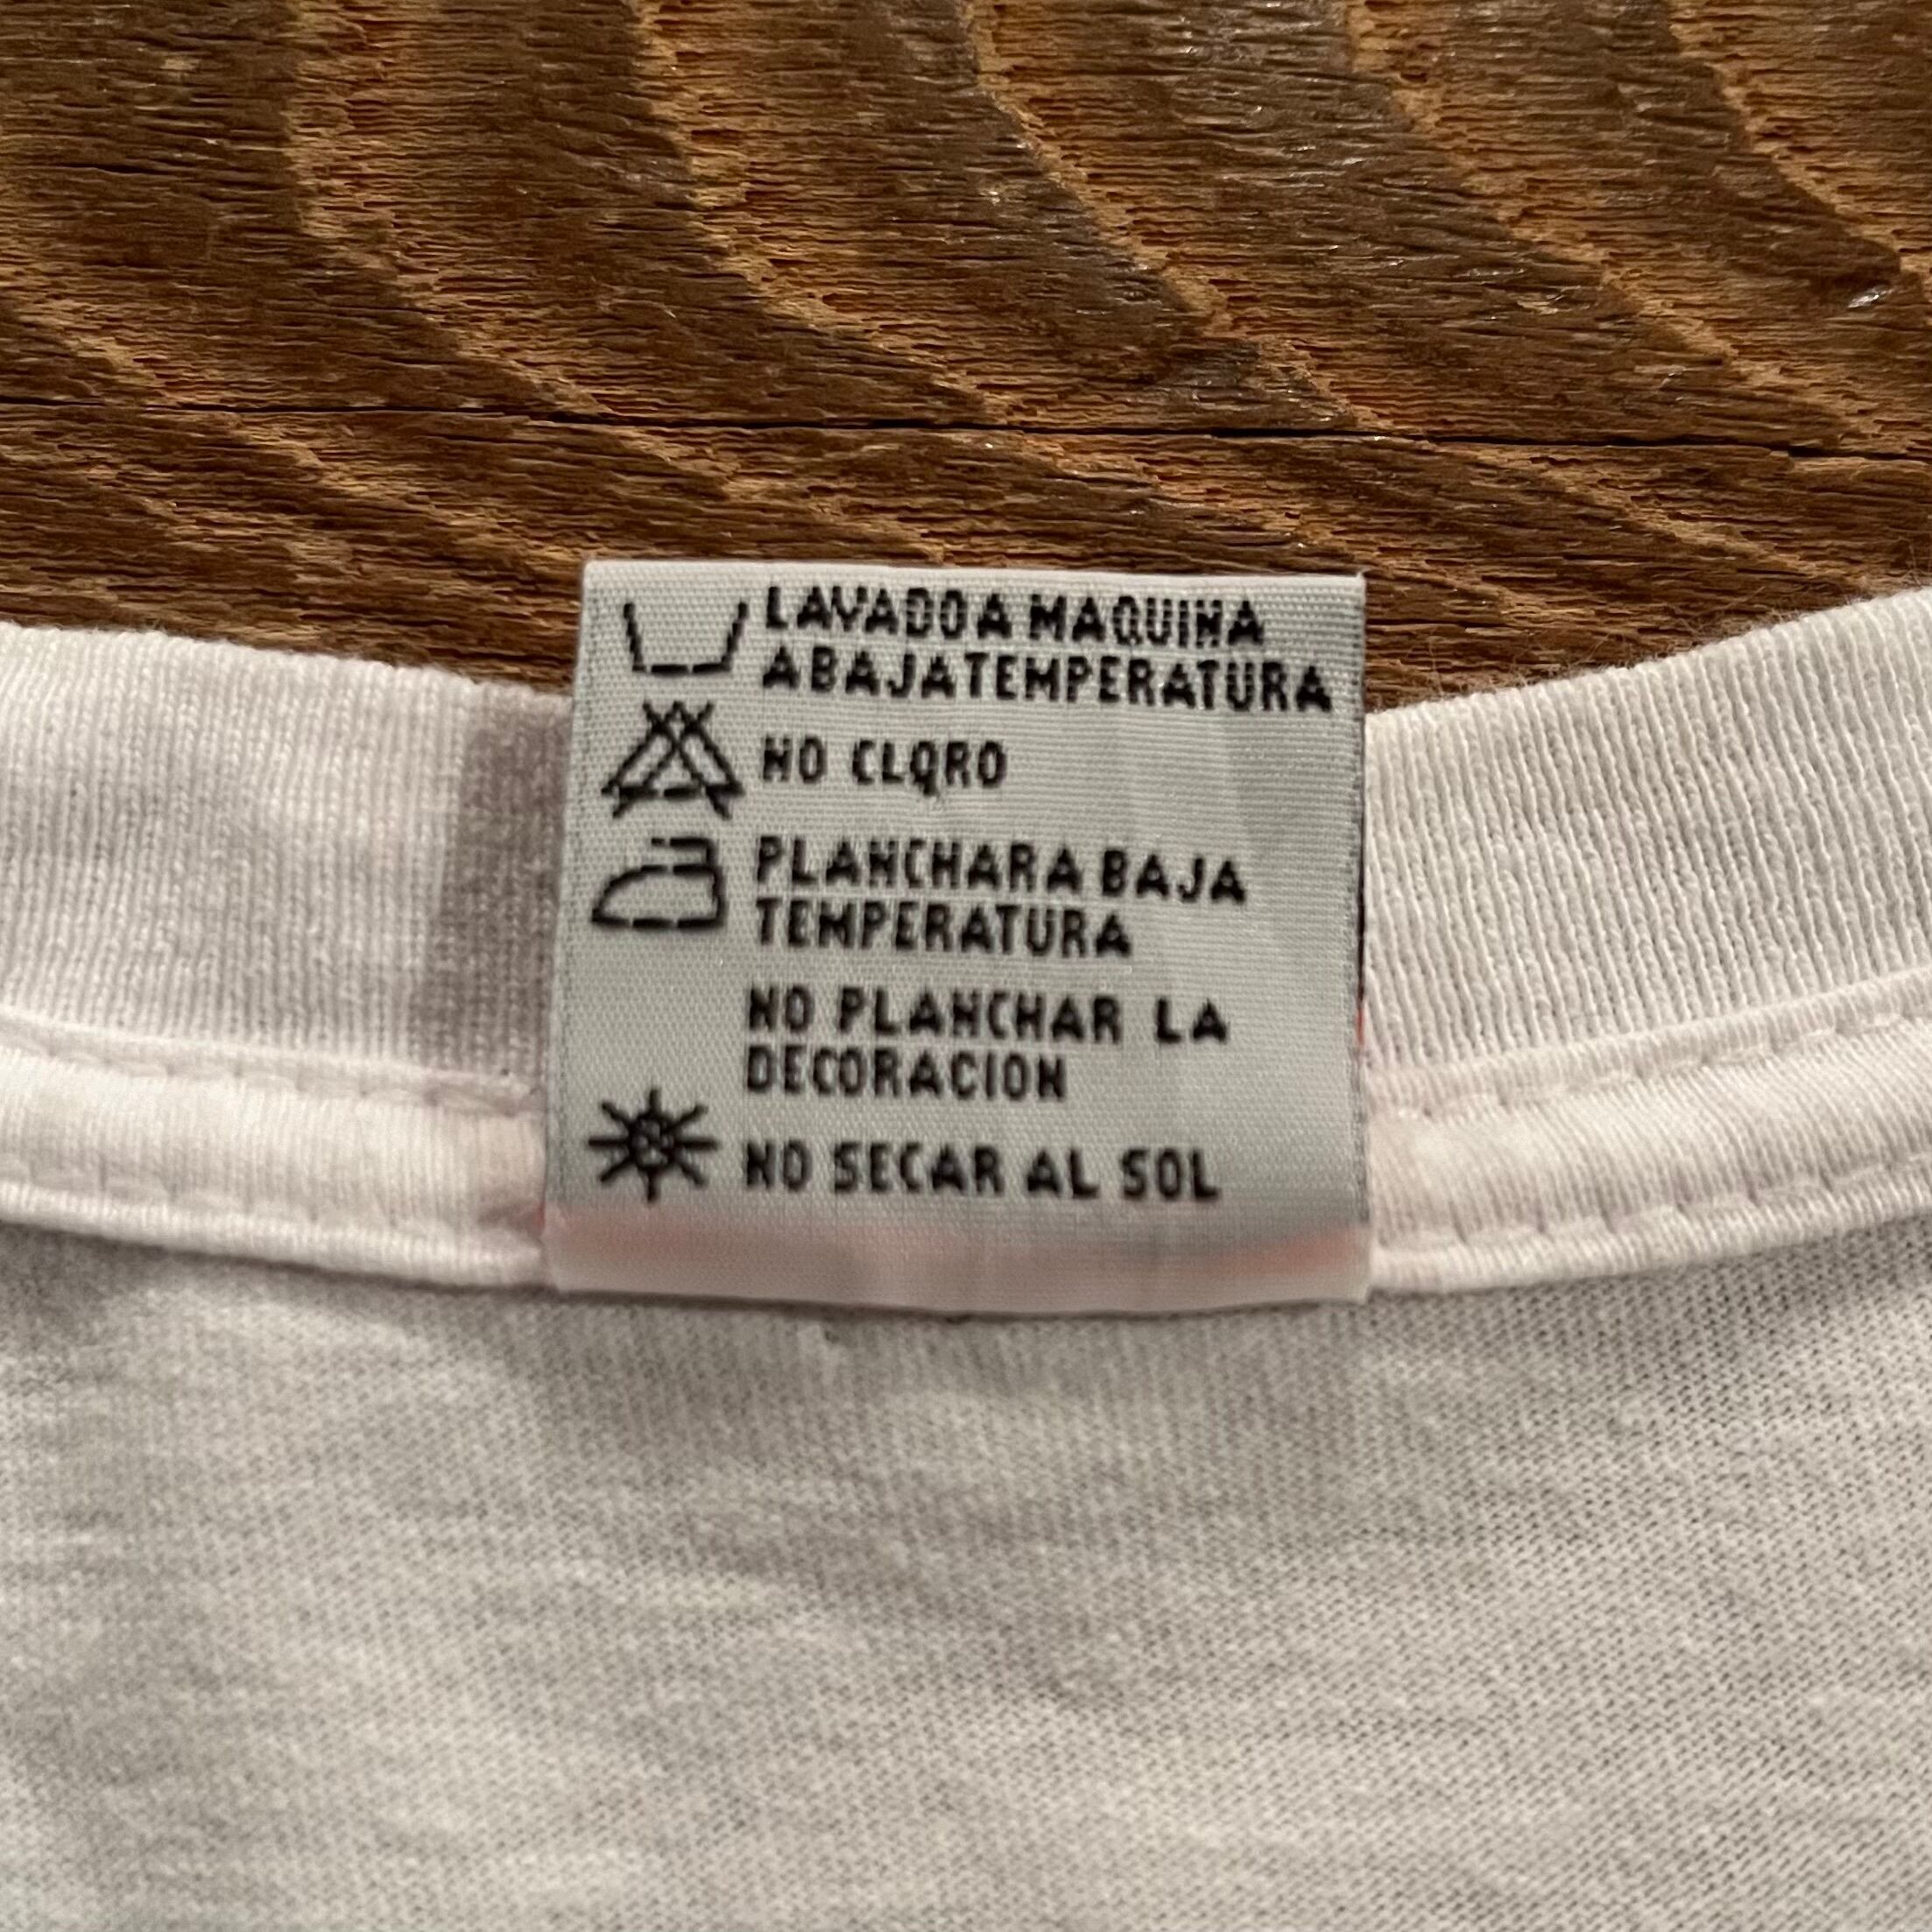 LAVADO A MAQUINA
A BAJA TEMPERATURA
NO CLQRO
PLANCHAR A BAJA
TEMPERATURA
NO PLANCHAR LA
DECORACION
NO SECAR AL SOL